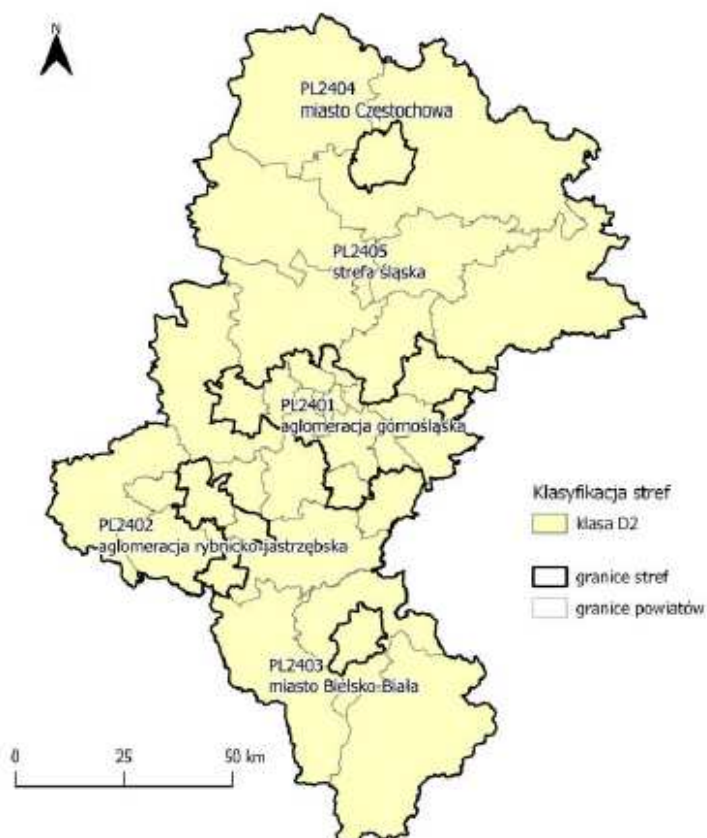 N
PL2404
miasto Częstochowa
PL2405
strefa śląska
PL2401
aglomeracja górnośląska
Klasyfikacja stref
klasa D2
PL2402
aglomeracja rybnicko-jastrzębska
granice stref
granice powiatów
PL2403
miasto Bielsko-Biała
0 25 50 km